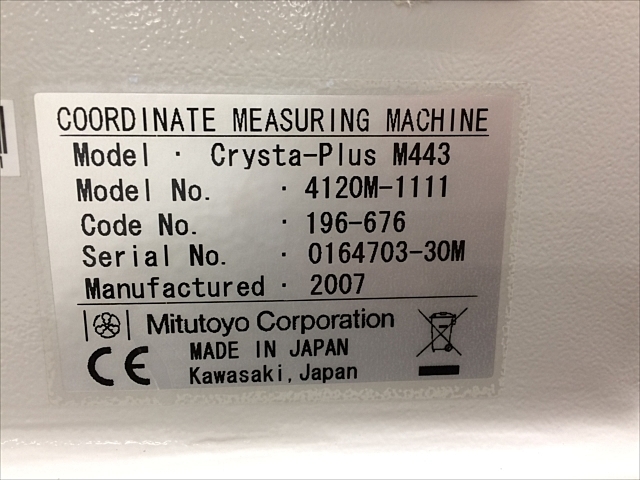 COORDINATE MEASURING MACHINE
Model · Crysta-Plus M443
Model No. · 4120M-1111
Code No. · 196-676
Serial No. · 0164703-30M
Manufactured · 2007
Mitutoyo Corporation
CE MADE IN JAPAN
Kawasaki, Japan